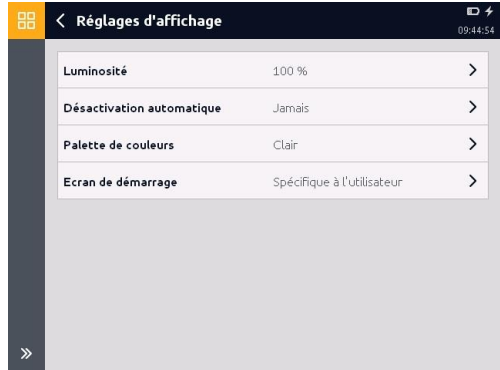 Réglages d'affichage
09:44:54
Luminosité 100 %
Désactivation automatique Jamais
Palette de couleurs Clair
Ecran de démarrage Spécifique à l'utilisateur